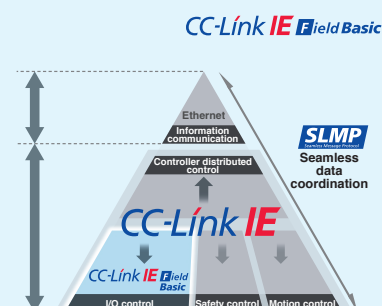 CC-Link IE Field Basic
Ethernet
Information
communication
SLMP
Seamless Message Protocol
Seamless
data
coordination
Controller distributed
control
CC-Link IE
CC-Link IE Field
Basic
I/O control
Safety control
Motion control